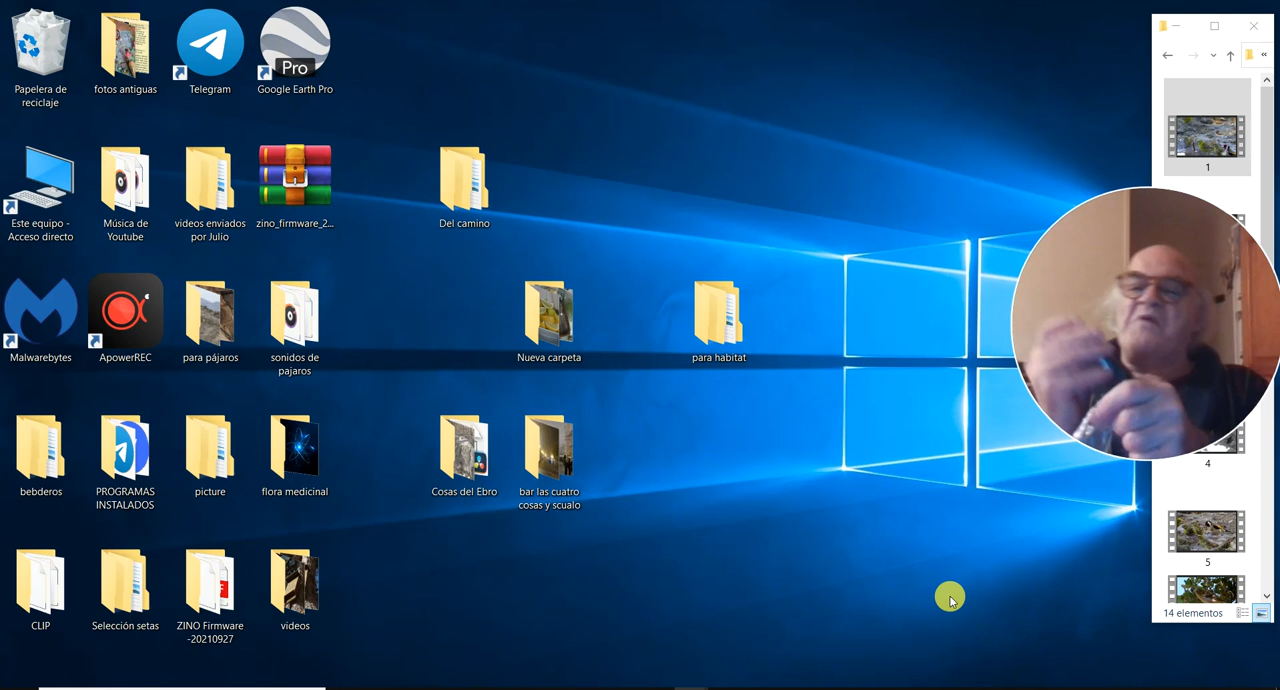 Papelera de
reciclaje
fotos antiguas
Telegram
Pro
Google Earth Pro
Este equipo -
Acceso directo
Música de
Youtube
videos enviados
por Julio
zino_firmware_2...
Del camino
Malwarebytes
ApowerREC
para pájaros
sonidos de
pajaros
Nueva carpeta
para habitat
bebderos
PROGRAMAS
INSTALADOS
picture
flora medicinal
Cosas del Ebro
bar las cuatro
cosas y scualo
CLIP
Selección setas
ZINO Firmware
-20210927
videos
1
4
5
14 elementos